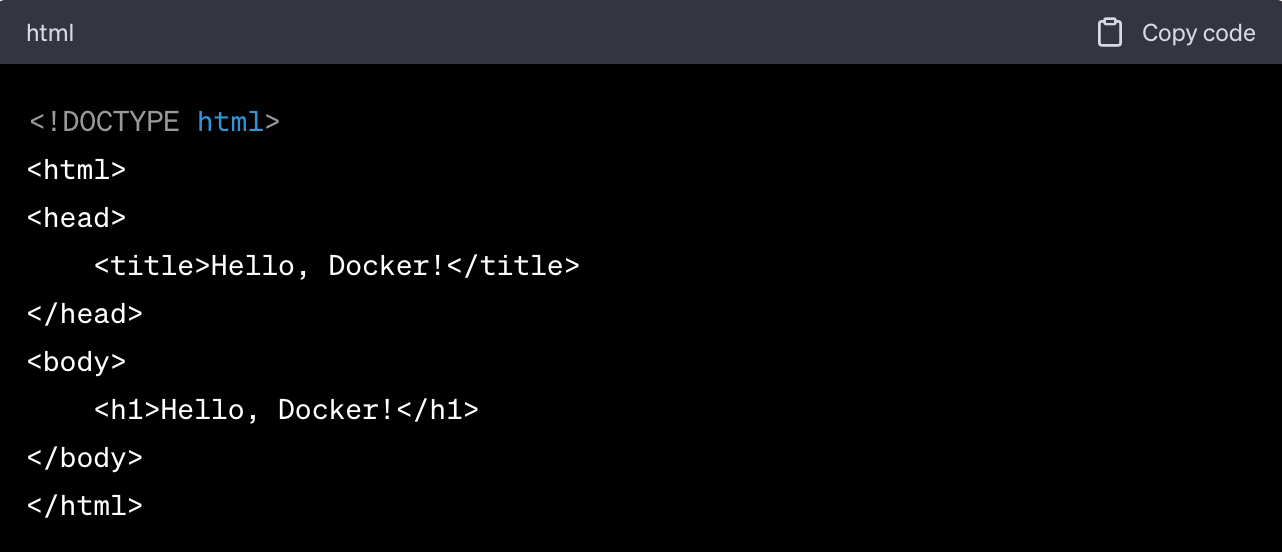 html
Copy code
<!DOCTYPE html>
<html>
<head>
    <title>Hello, Docker!</title>
</head>
<body>
    <h1>Hello, Docker!</h1>
</body>
</html>